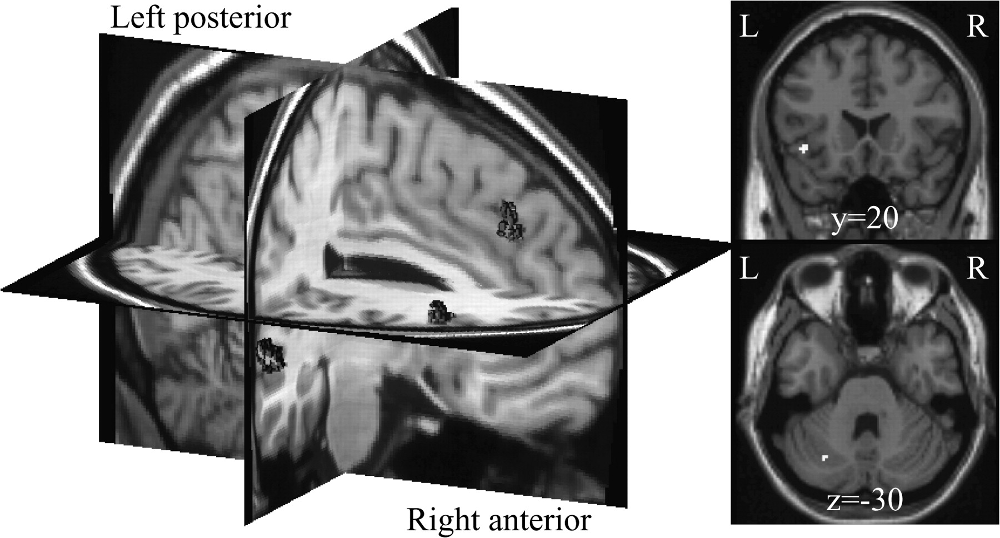 Left posterior
Right anterior
L R
y=20
L R
z=-30